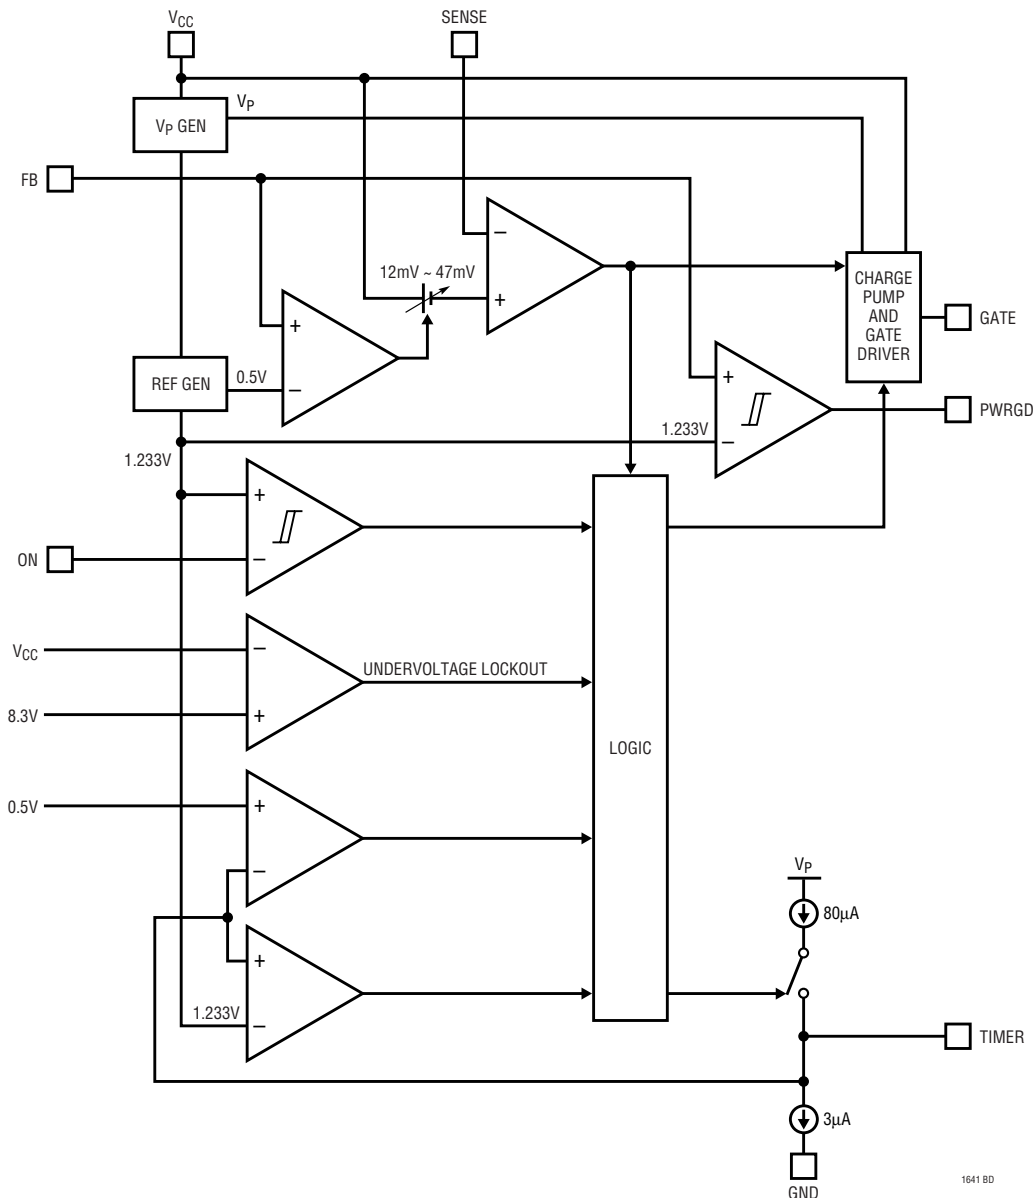 VCC
SENSE
VP
VP GEN
FB
12mV ~ 47mV
CHARGE
PUMP
AND
GATE
DRIVER
GATE
+
−
+
−
REF GEN
0.5V
+
−
PWRGD
1.233V
1.233V
+
−
ON
VCC
−
UNDERVOLTAGE LOCKOUT
8.3V
+
LOGIC
0.5V
+
−
VP
80µA
+
1.233V
−
TIMER
3µA
GND
1641 BD